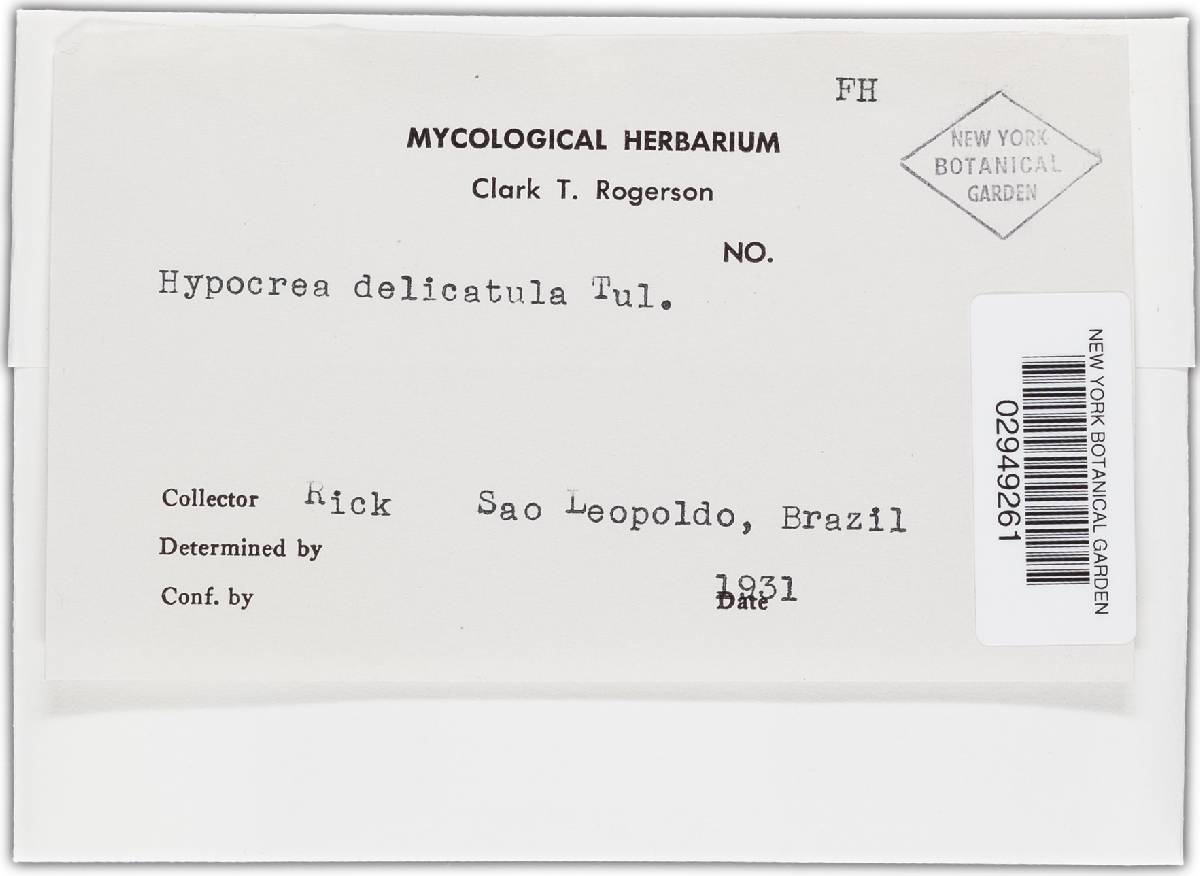 FH
MYCOLOGICAL HERBARIUM
Clark T. Rogerson
NEW YORK
BOTANICAL
GARDEN
NO.
Hypocrea delicatula Tul.
Collector Rick Sao Leopoldo, Brazil
Determined by
Conf. by
Date 1931
NEW YORK BOTANICAL GARDEN
02949261